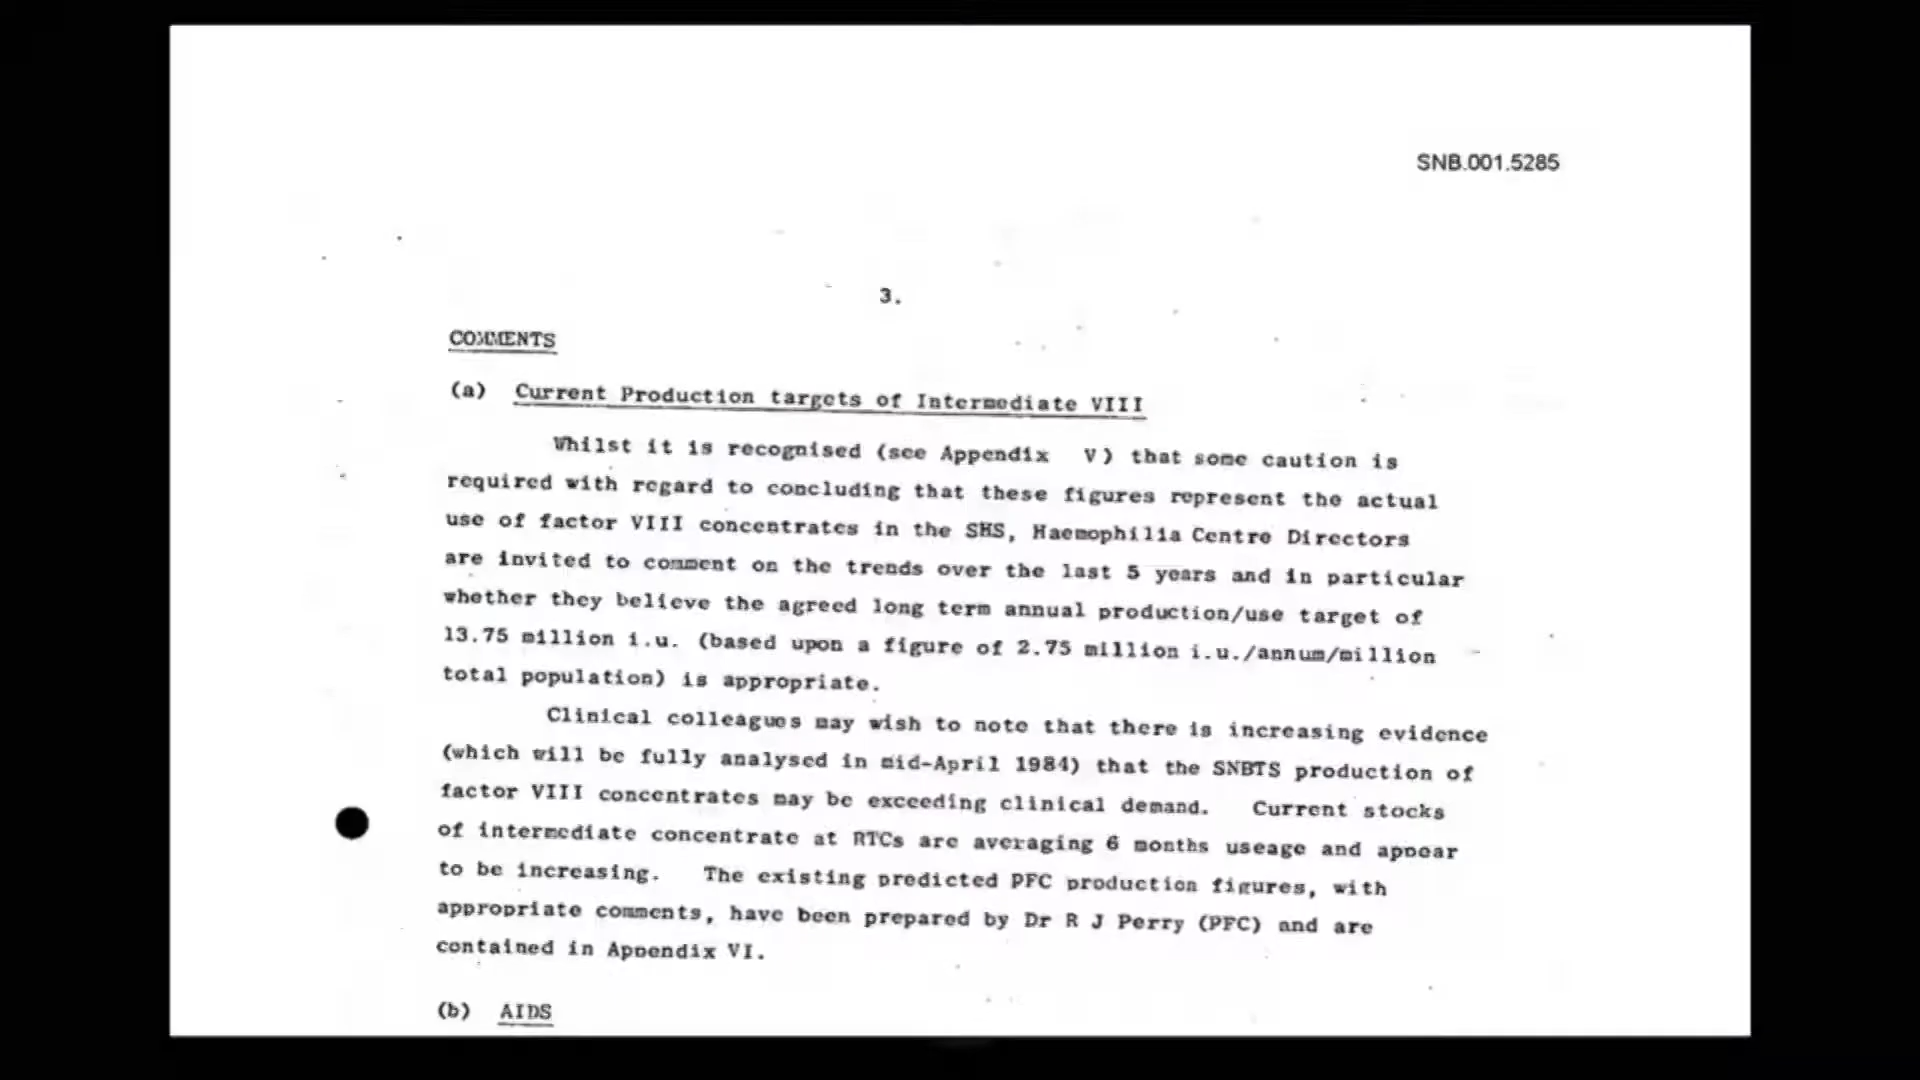 SNB.001.5285
3.
COMMENTS
(a) Current Production targets of Intermediate VIII
Whilst it is recognised (see Appendix V) that some caution is
required with regard to concluding that these figures represent the actual
use of factor VIII concentrates in the SHS, Haemophilia Centre Directors
are invited to comment on the trends over the last 5 years and in particular
whether they believe the agreed long term annual production/use target of
13.75 million i.u. (based upon a figure of 2.75 million i.u./annum/million
total population) is appropriate.
Clinical colleagues may wish to note that there is increasing evidence
(which will be fully analysed in mid-April 1984) that the SNBTS production of
factor VIII concentrates may be exceeding clinical demand. Current stocks
of intermediate concentrate at RTCs are averaging 6 months useage and appear
to be increasing. The existing predicted PFC production figures, with
appropriate comments, have been prepared by Dr R J Perry (PFC) and are
contained in Appendix VI.
(b) AIDS